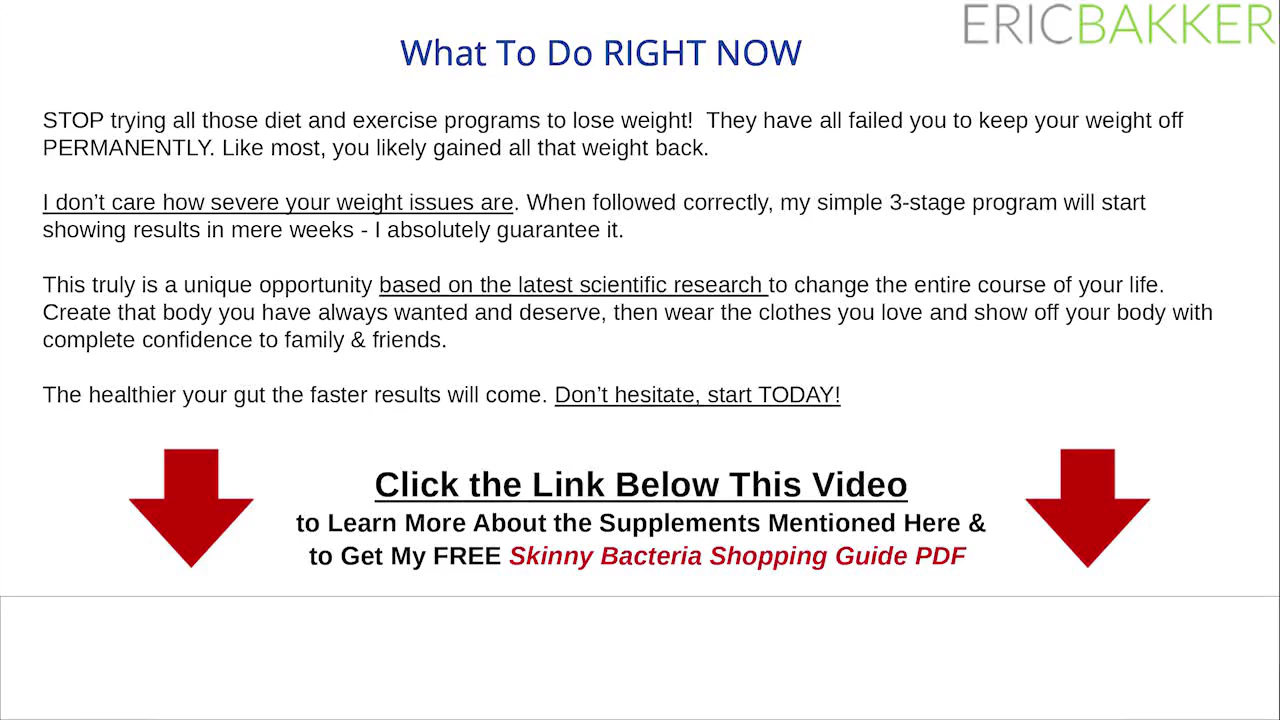 ERICBAKKER
What To Do RIGHT NOW
STOP trying all those diet and exercise programs to lose weight!  They have all failed you to keep your weight off
PERMANENTLY. Like most, you likely gained all that weight back.
I don’t care how severe your weight issues are. When followed correctly, my simple 3-stage program will start
showing results in mere weeks - I absolutely guarantee it.
This truly is a unique opportunity based on the latest scientific research to change the entire course of your life.
Create that body you have always wanted and deserve, then wear the clothes you love and show off your body with
complete confidence to family & friends.
The healthier your gut the faster results will come. Don’t hesitate, start TODAY!
Click the Link Below This Video
to Learn More About the Supplements Mentioned Here &
to Get My FREE Skinny Bacteria Shopping Guide PDF